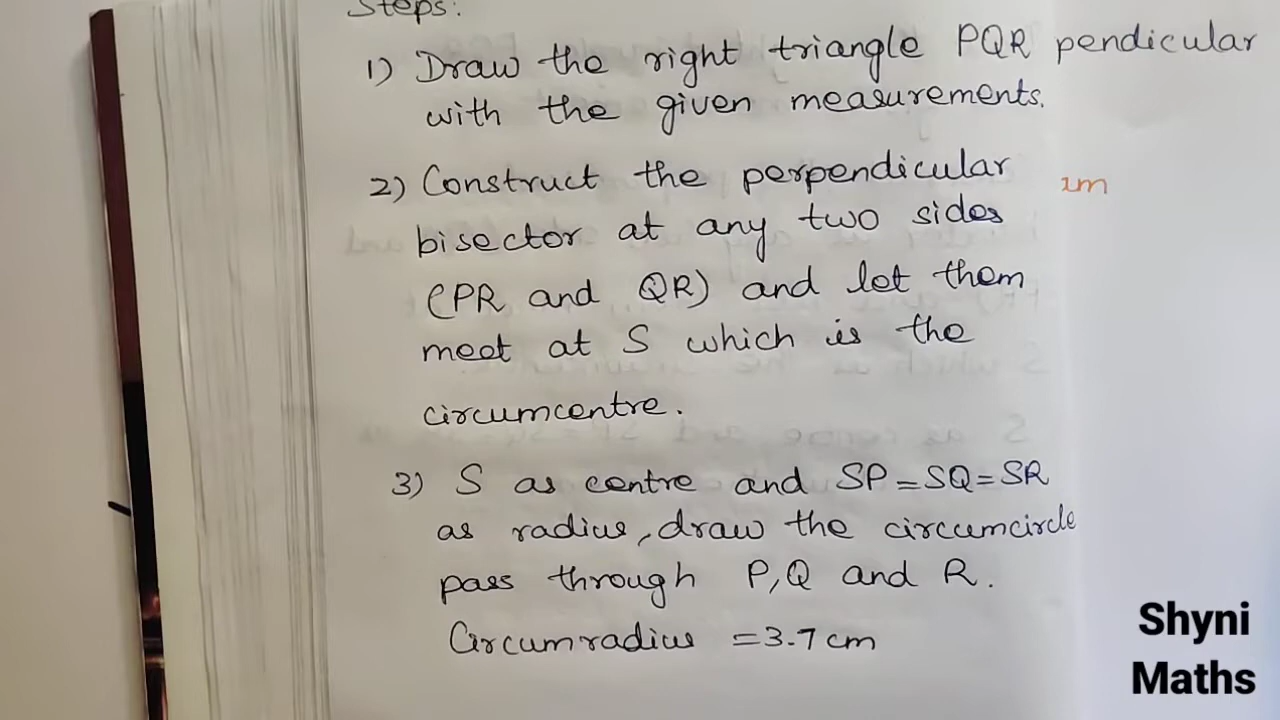 Steps:
1) Draw the right triangle PQR pendicular
with the given measurements.
2) Construct the perpendicular
bisector at any two sides
(PR and QR) and let them
meet at S which is the
circumcentre.
3) S as centre and SP=SQ=SR
as radius, draw the circumcircle
pass through P,Q and R.
Circumradius =3.7cm
Shyni
Maths